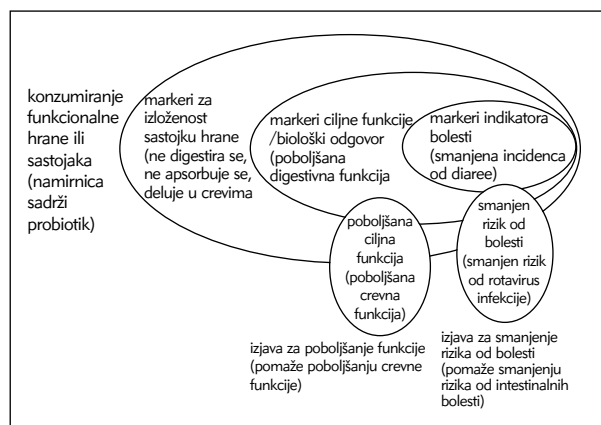 konzumiranje
funkcionalne
hrane ili
sastojaka
(namirnica
sadrži
probiotik)
markeri za
izloženost
sastojku hrane
(ne digestira se,
ne apsorbuje se,
deluje u crevima
markeri ciljne funkcije
/biološki odgovor
(poboljšana
digestivna funkcija
markeri indikatora
bolesti
(smanjena incidenca
od diaree)
poboljšana
ciljna
funkcija
(poboljšana
crevna
funkcija)
smanjen
rizik od
bolesti
(smanjen rizik
od rotavirus
infekcije)
izjava za poboljšanje funkcije
(pomaže poboljšanju crevne
funkcije)
izjava za smanjenje
rizika od bolesti
(pomaže smanjenju
rizika od intestinalnih
bolesti)